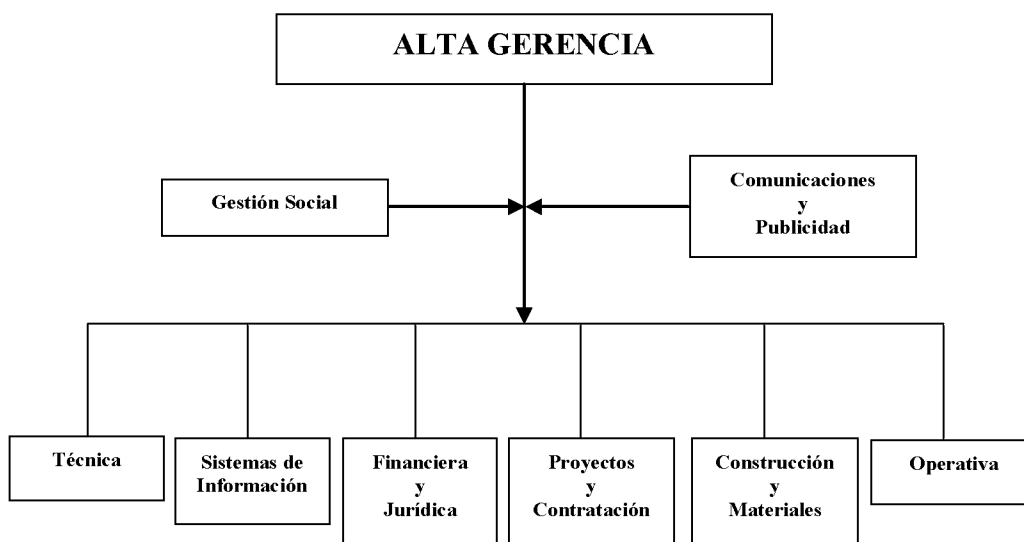 ALTA GERENCIA
Gestión Social
Comunicaciones
y
Publicidad
Técnica
Sistemas de
Información
Financiera
y
Jurídica
Proyectos
y
Contratación
Construcción
y
Materiales
Operativa